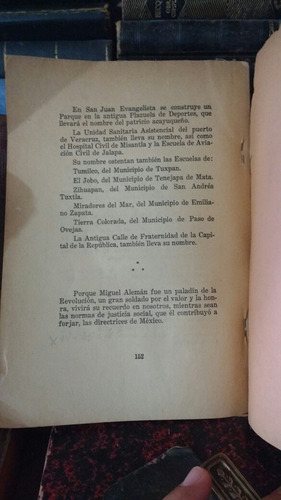 En San Juan Evangelista se construye un
Parque en la antigua Plazuela de Deportes, que
llevará el nombre del patricio acayuqueño.
La Unidad Sanitaria Asistencial del puerto
de Veracruz, también lleva su nombre, así como
el Hospital Civil de Misantla y la Escuela de Avia-
ción Civil de Jalapa.
Su nombre ostentan también las Escuelas de:
Tumilco, del Municipio de Tuxpan.
El Jobo, del Municipio de Tenejapa de Mata.
Zihuapan, del Municipio de San Andrés
Tuxtla.
Miradores del Mar, del Municipio de Emilia-
no Zapata.
Tierra Colorada, del Municipio de Paso de
Ovejas.
La Antigua Calle de Fraternidad de la Capi-
tal de la República, también lleva su nombre.
*
* *
Porque Miguel Alemán fue un paladín de la
Revolución, un gran soldado por el valor y la hon-
ra, vivirá su recuerdo en nosotros, mientras sean
las normas de justicia social, que él contribuyó a
forjar, las directrices de México.
152